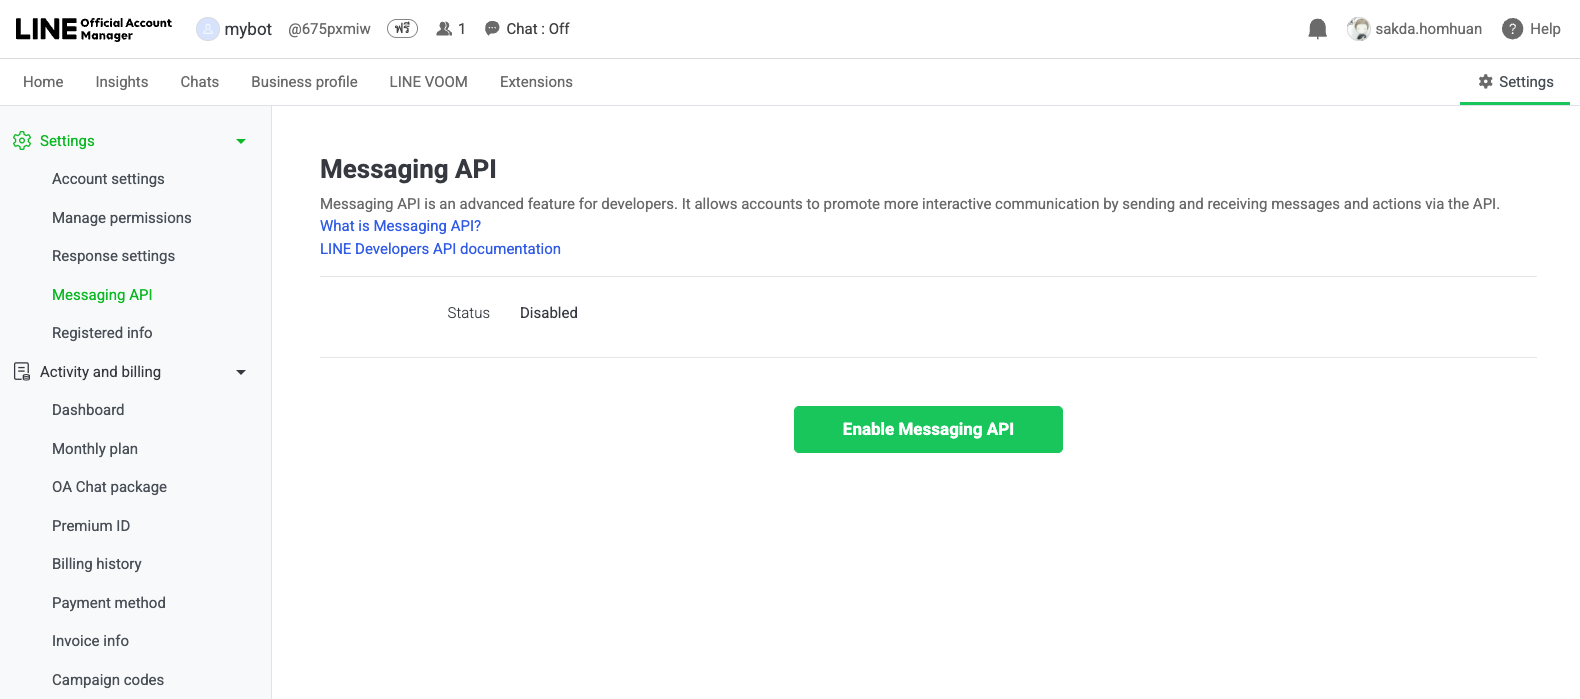 LINE Official Account Manager
mybot
@675pxmiw
ฟรี
1
Chat : Off
sakda.homhuan
Help
Home
Insights
Chats
Business profile
LINE VOOM
Extensions
Settings
Settings
Account settings
Manage permissions
Response settings
Messaging API
Registered info
Activity and billing
Dashboard
Monthly plan
OA Chat package
Premium ID
Billing history
Payment method
Invoice info
Campaign codes
Messaging API
Messaging API is an advanced feature for developers. It allows accounts to promote more interactive communication by sending and receiving messages and actions via the API.
What is Messaging API?
LINE Developers API documentation
Status Disabled
Enable Messaging API